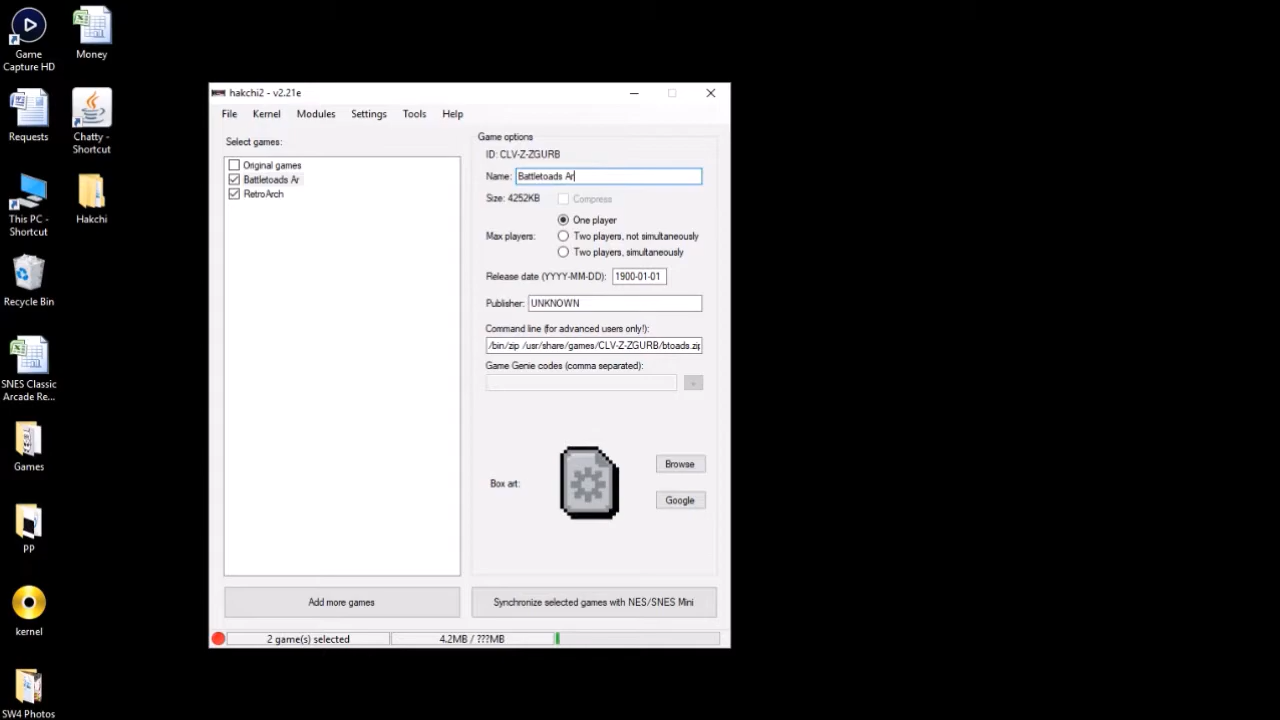 Game
Capture HD
Money
Requests
Chatty -
Shortcut
This PC -
Shortcut
Hakchi
Recycle Bin
SNES Classic
Arcade Re...
Games
PP
kernel
SW4 Photos
hakchi2 - v2.21e
File Kernel Modules Settings Tools Help
Select games:
Original games
Battletoads Ar
RetroArch
Add more games
Game options
ID: CLV-Z-ZGURB
Name: Battletoads Ar
Size: 4252KB Compress
One player
Max players: Two players, not simultaneously
Two players, simultaneously
Release date (YYYY-MM-DD): 1900-01-01
Publisher: UNKNOWN
Command line (for advanced users only!):
/bin/zip /usr/share/games/CLV-Z-ZGURB/btoads.zip
Game Genie codes (comma separated):
Box art:
Browse
Google
Synchronize selected games with NES/SNES Mini
2 game(s) selected 4.2MB / ???MB